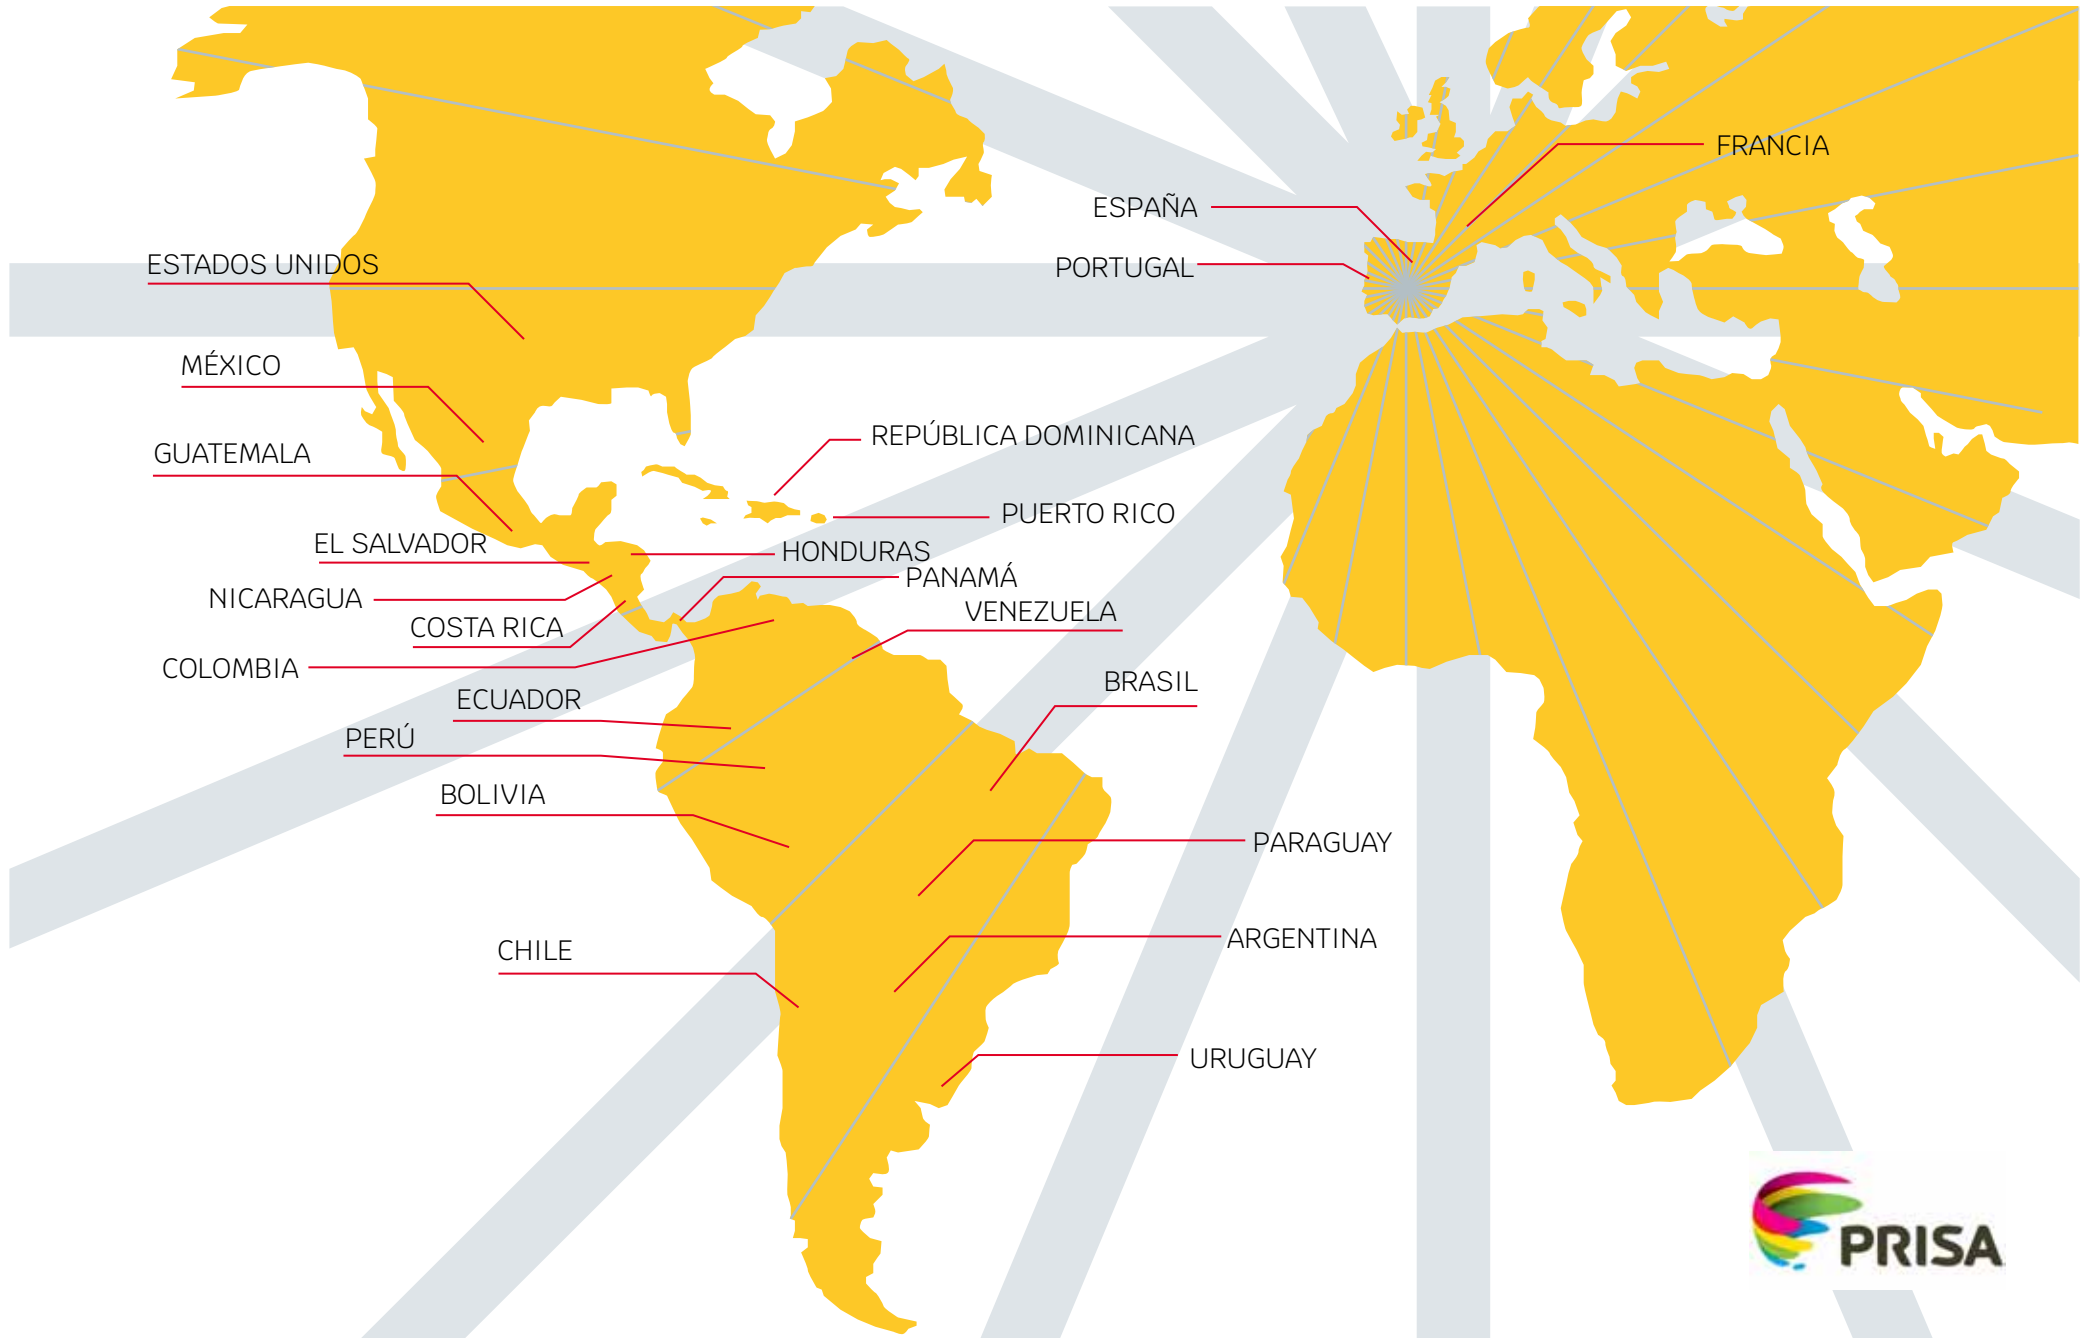 FRANCIA
ESPAÑA
PORTUGAL
ESTADOS UNIDOS
MÉXICO
REPÚBLICA DOMINICANA
GUATEMALA
PUERTO RICO
EL SALVADOR
HONDURAS
PANAMÁ
NICARAGUA
VENEZUELA
COSTA RICA
COLOMBIA
BRASIL
ECUADOR
PERÚ
BOLIVIA
PARAGUAY
ARGENTINA
CHILE
URUGUAY
PRISA